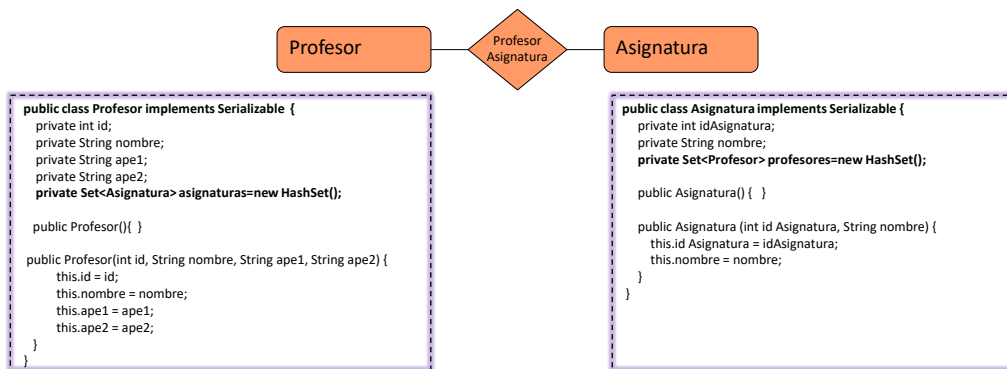 Profesor
Profesor
Asignatura
Asignatura
public class Profesor implements Serializable {
private int id;
private String nombre;
private String ape1;
private String ape2;
private Set<Asignatura> asignaturas=new HashSet();
public Profesor(){ }
public Profesor(int id, String nombre, String ape1, String ape2) {
this.id = id;
this.nombre = nombre;
this.ape1 = ape1;
this.ape2 = ape2;
}
}
public class Asignatura implements Serializable {
private int idAsignatura;
private String nombre;
private Set<Profesor> profesores=new HashSet();
public Asignatura() { }
public Asignatura (int id Asignatura, String nombre) {
this.id Asignatura = idAsignatura;
this.nombre = nombre;
}
}